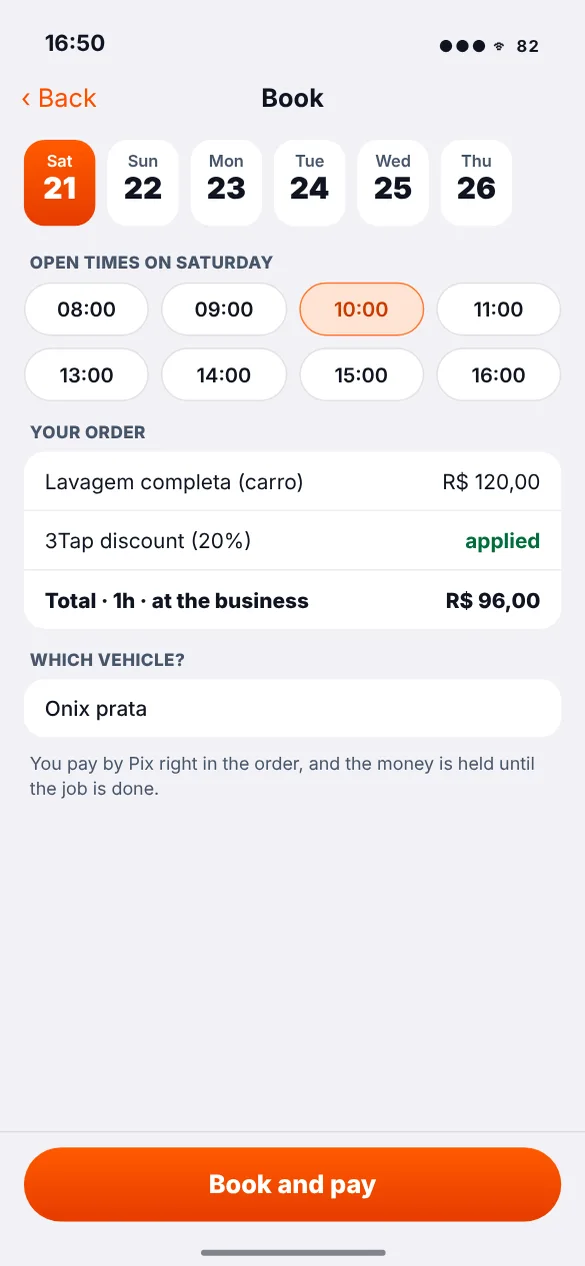 16:50
82
‹ Back
Book
Sat
21
Sun
22
Mon
23
Tue
24
Wed
25
Thu
26
OPEN TIMES ON SATURDAY
08:00
09:00
10:00
11:00
13:00
14:00
15:00
16:00
YOUR ORDER
Lavagem completa (carro) R$ 120,00
3Tap discount (20%) applied
Total · 1h · at the business R$ 96,00
WHICH VEHICLE?
Onix prata
You pay by Pix right in the order, and the money is held until
the job is done.
Book and pay